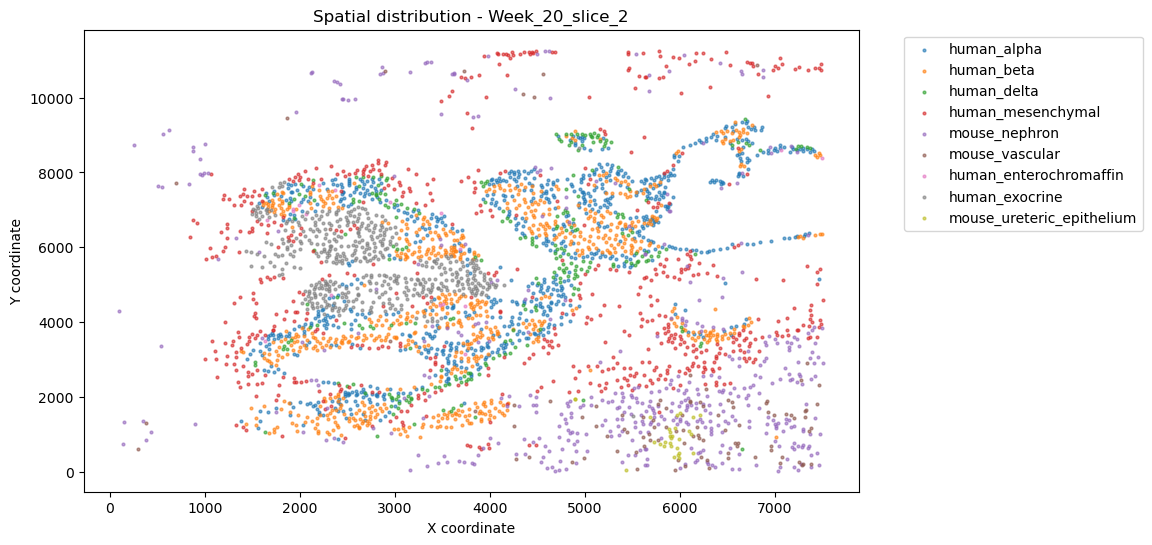 Spatial distribution - Week_20_slice_2
human_alpha
human_beta
human_delta
human_mesenchymal
mouse_nephron
mouse_vascular
human_enterochromaffin
human_exocrine
mouse_ureteric_epithelium
Y coordinate
10000
8000
6000
4000
2000
0
0 1000 2000 3000 4000 5000 6000 7000
X coordinate